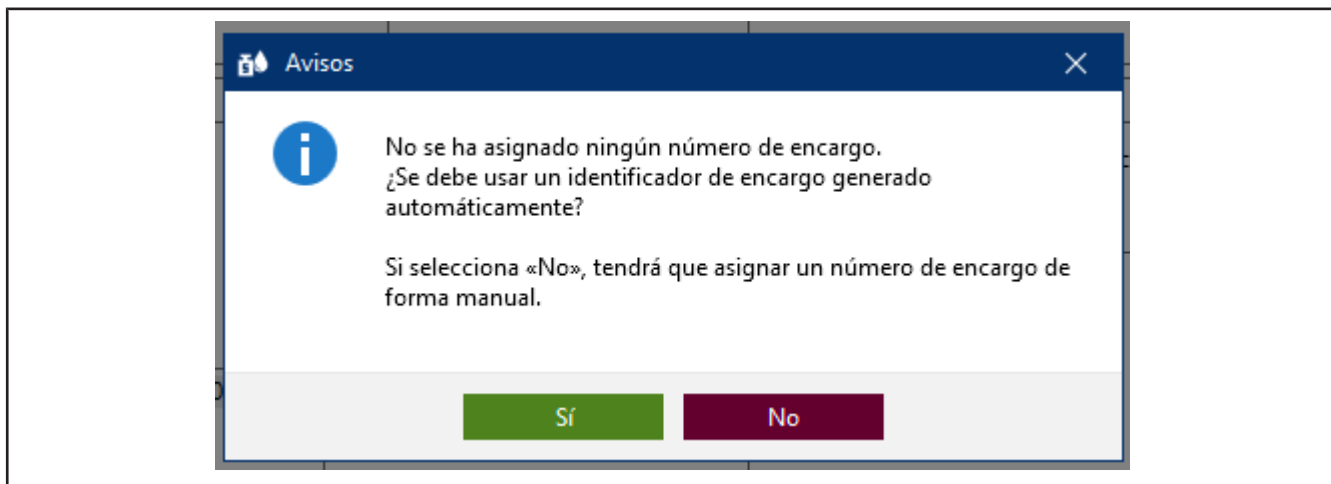 Avisos
No se ha asignado ningún número de encargo.
¿Se debe usar un identificador de encargo generado
automáticamente?
Si selecciona «No», tendrá que asignar un número de encargo de
forma manual.
Sí
No